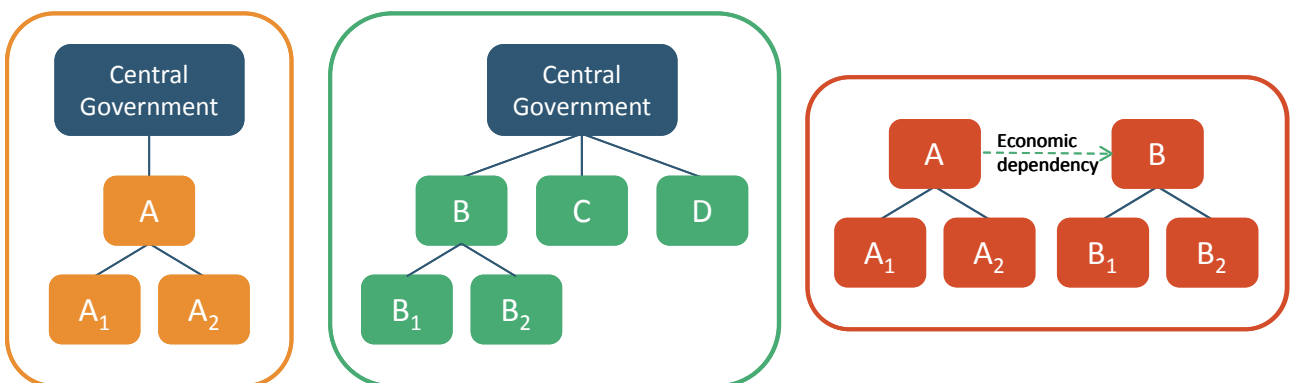 Central
Government
A
A₁
A₂
Central
Government
B
C
D
B₁
B₂
A
Economic
dependency
B
A₁
A₂
B₁
B₂